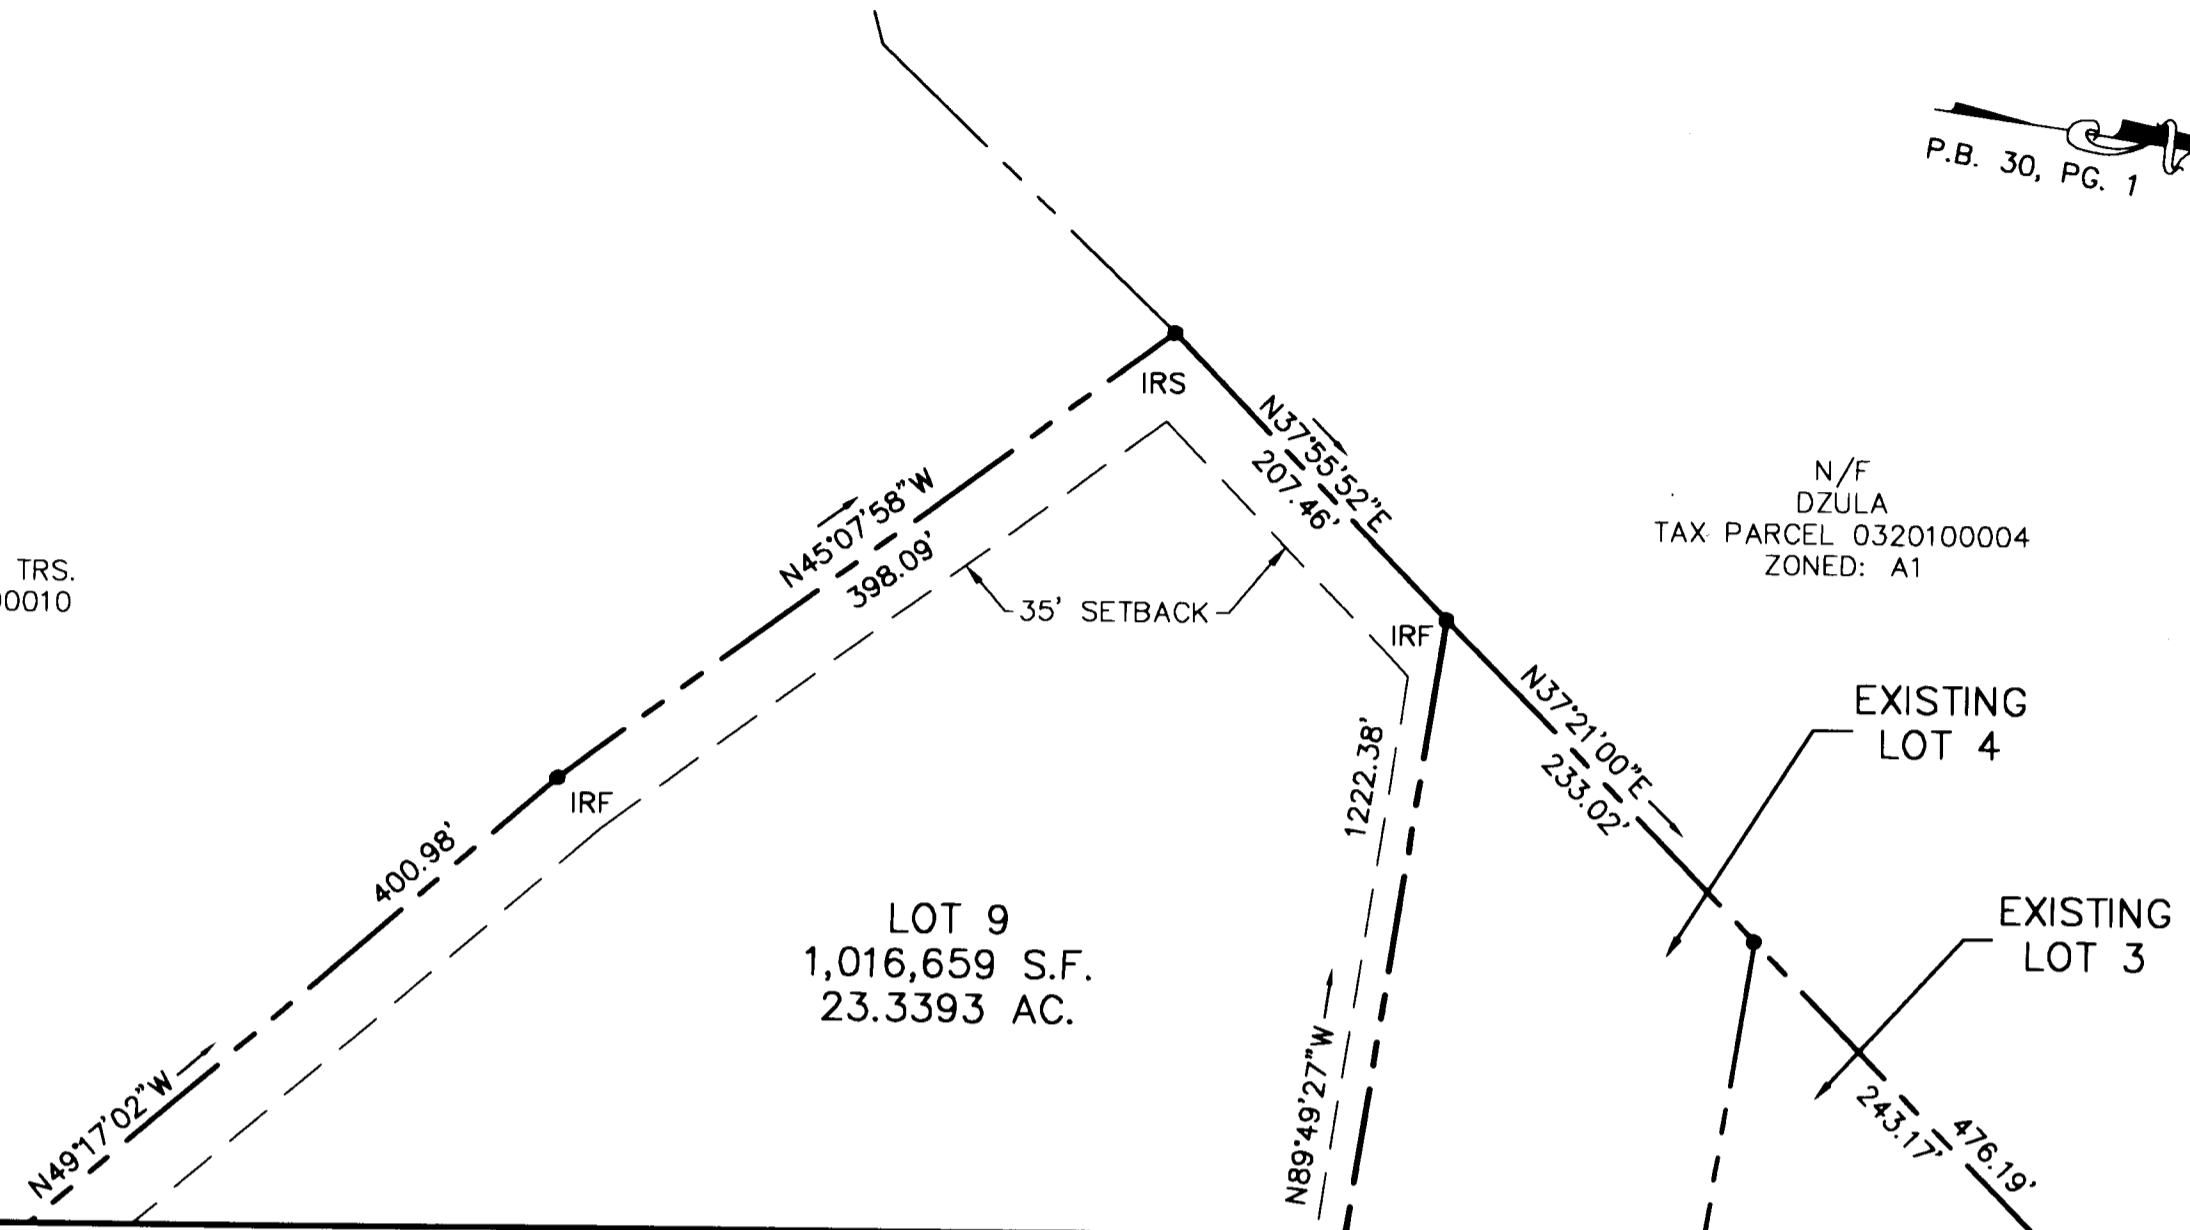 P.B. 30, PG. 1
IRS
N37°55'52"E
207.46'
N/F
DZULA
TAX PARCEL 0320100004
ZONED: A1
N45°07'58"W
398.09'
TRS.
00010
35' SETBACK
IRF
N37°21'00"E
233.02'
EXISTING
LOT 4
1222.38'
IRF
400.98'
LOT 9
1,016,659 S.F.
23.3393 AC.
EXISTING
LOT 3
N89°49'27"W
N49°17'02"W
243.17'
476.19'